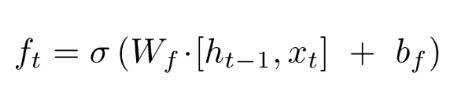 f_t = σ (W_f · [h_{t−1}, x_t] + b_f)